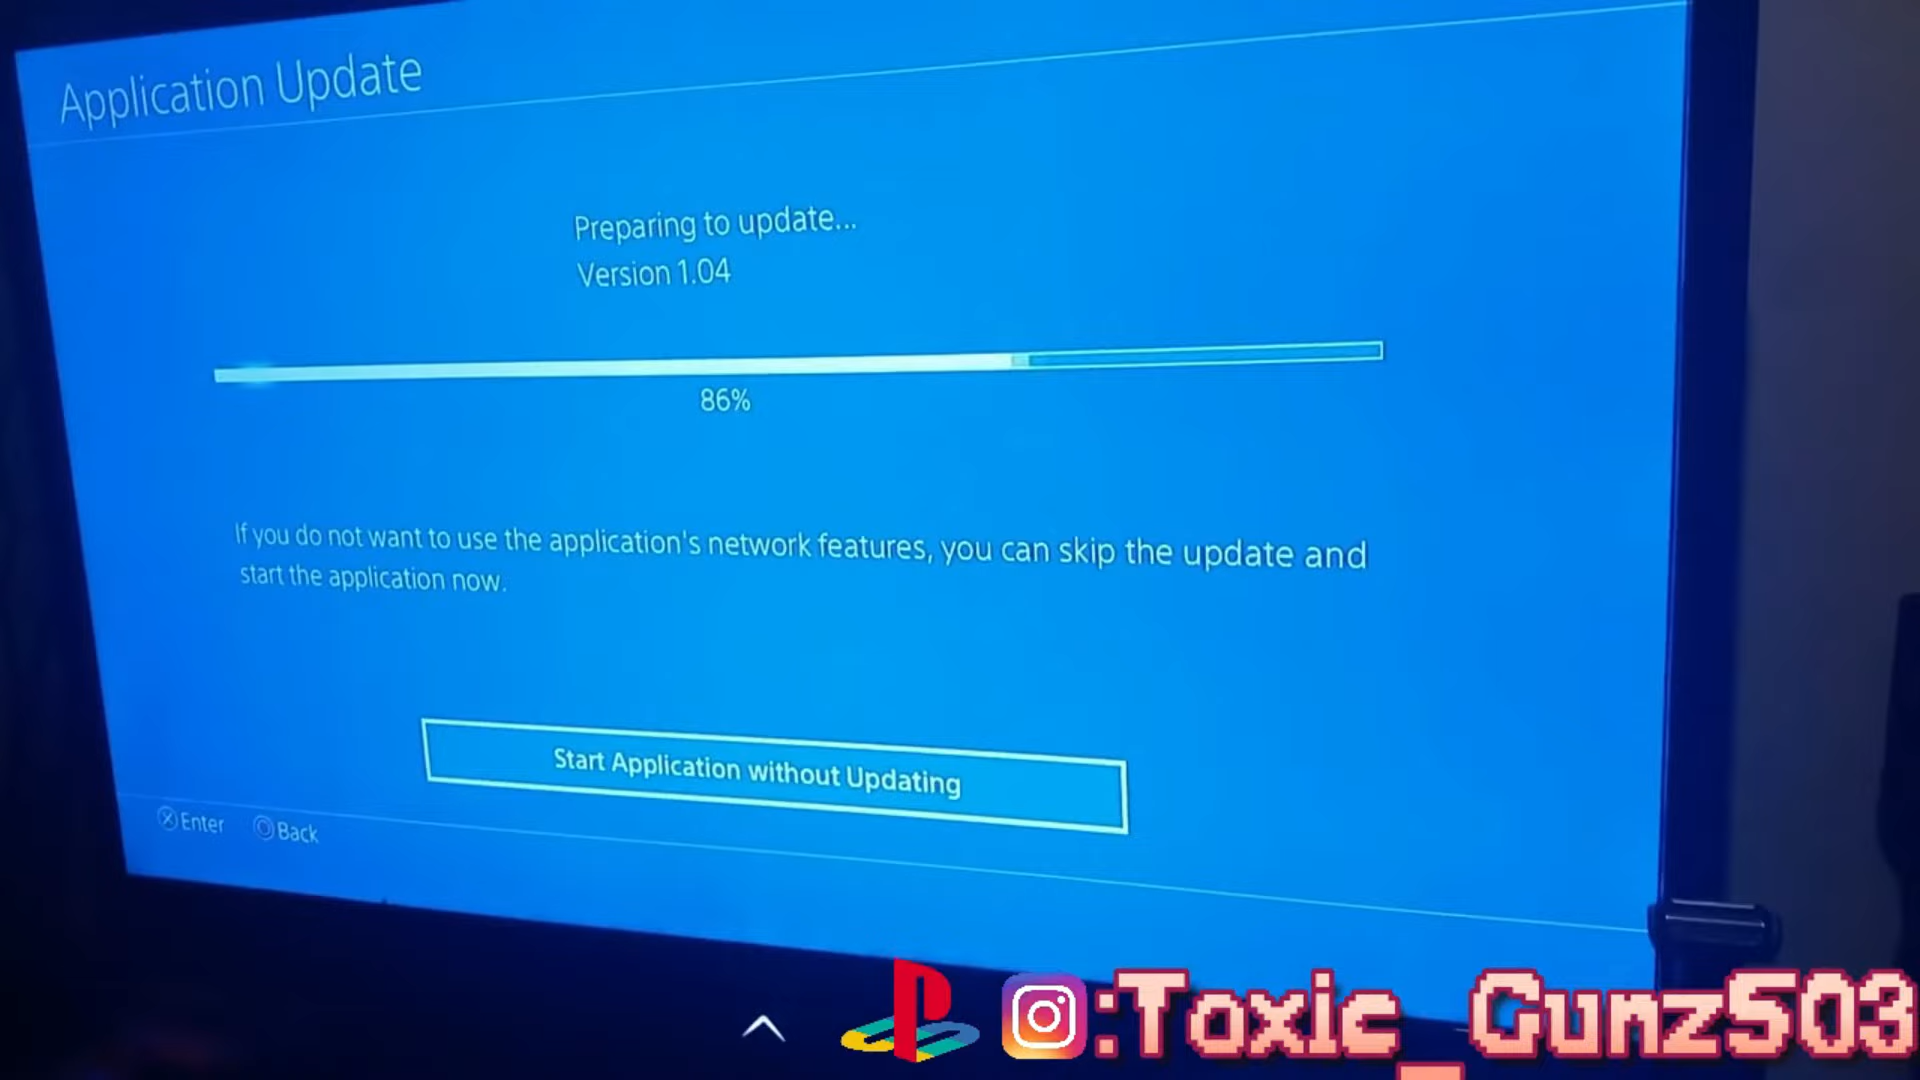 Application Update
Preparing to update...
Version 1.04
86%
If you do not want to use the application's network features, you can skip the update and
start the application now.
Start Application without Updating
Enter Back
:Toxic_Gunz503